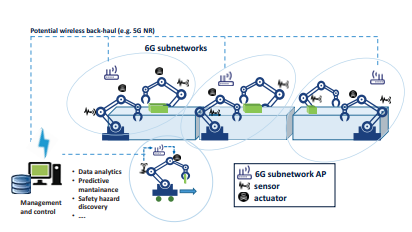 Potential wireless back-haul (e.g. 5G NR)
6G subnetworks
• Data analytics
• Predictive
mantainance
• Safety hazard
discovery
• ....
Management
and control
6G subnetwork AP
sensor
actuator